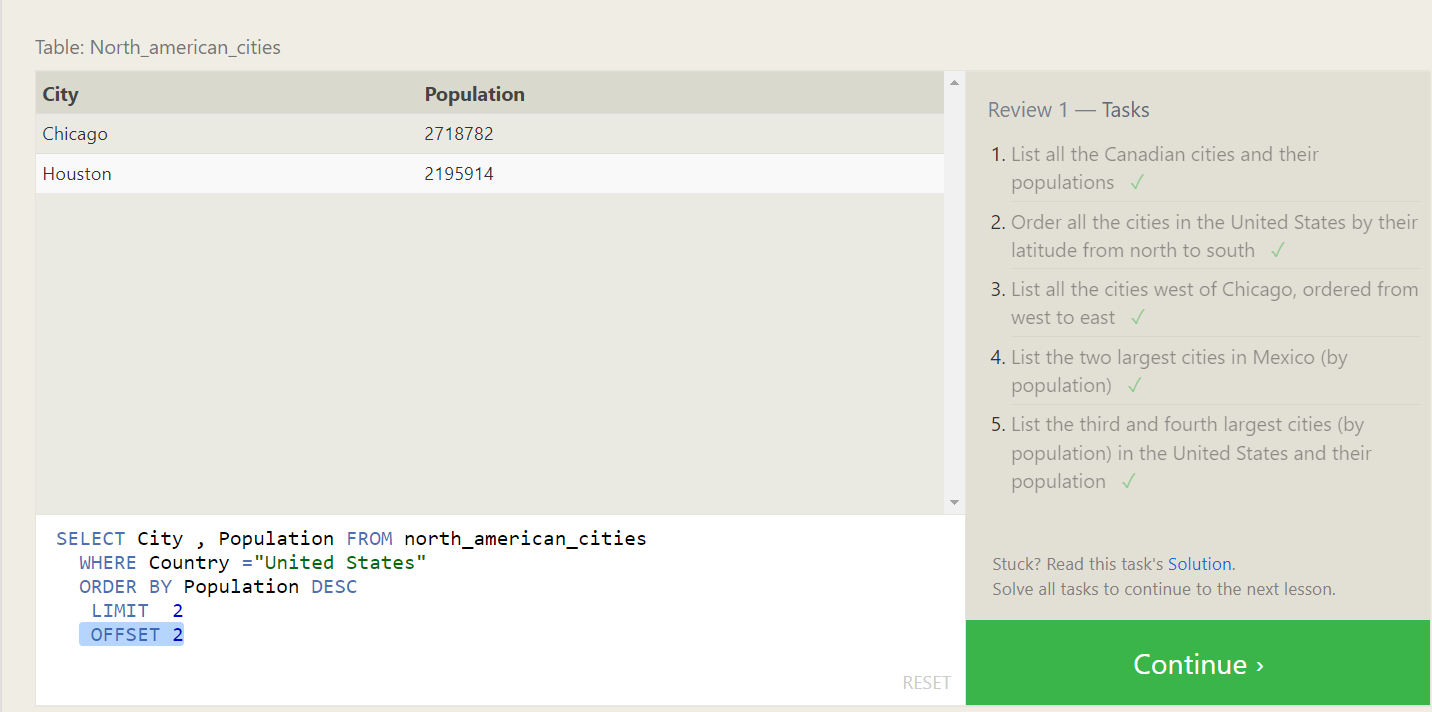 Table: North_american_cities
City Population
Chicago 2718782
Houston 2195914
SELECT City , Population FROM north_american_cities
WHERE Country ="United States"
ORDER BY Population DESC
LIMIT 2
OFFSET 2
RESET
Review 1 — Tasks
1. List all the Canadian cities and their
populations ✓
2. Order all the cities in the United States by their
latitude from north to south ✓
3. List all the cities west of Chicago, ordered from
west to east ✓
4. List the two largest cities in Mexico (by
population) ✓
5. List the third and fourth largest cities (by
population) in the United States and their
population ✓
Stuck? Read this task's Solution.
Solve all tasks to continue to the next lesson.
Continue ›